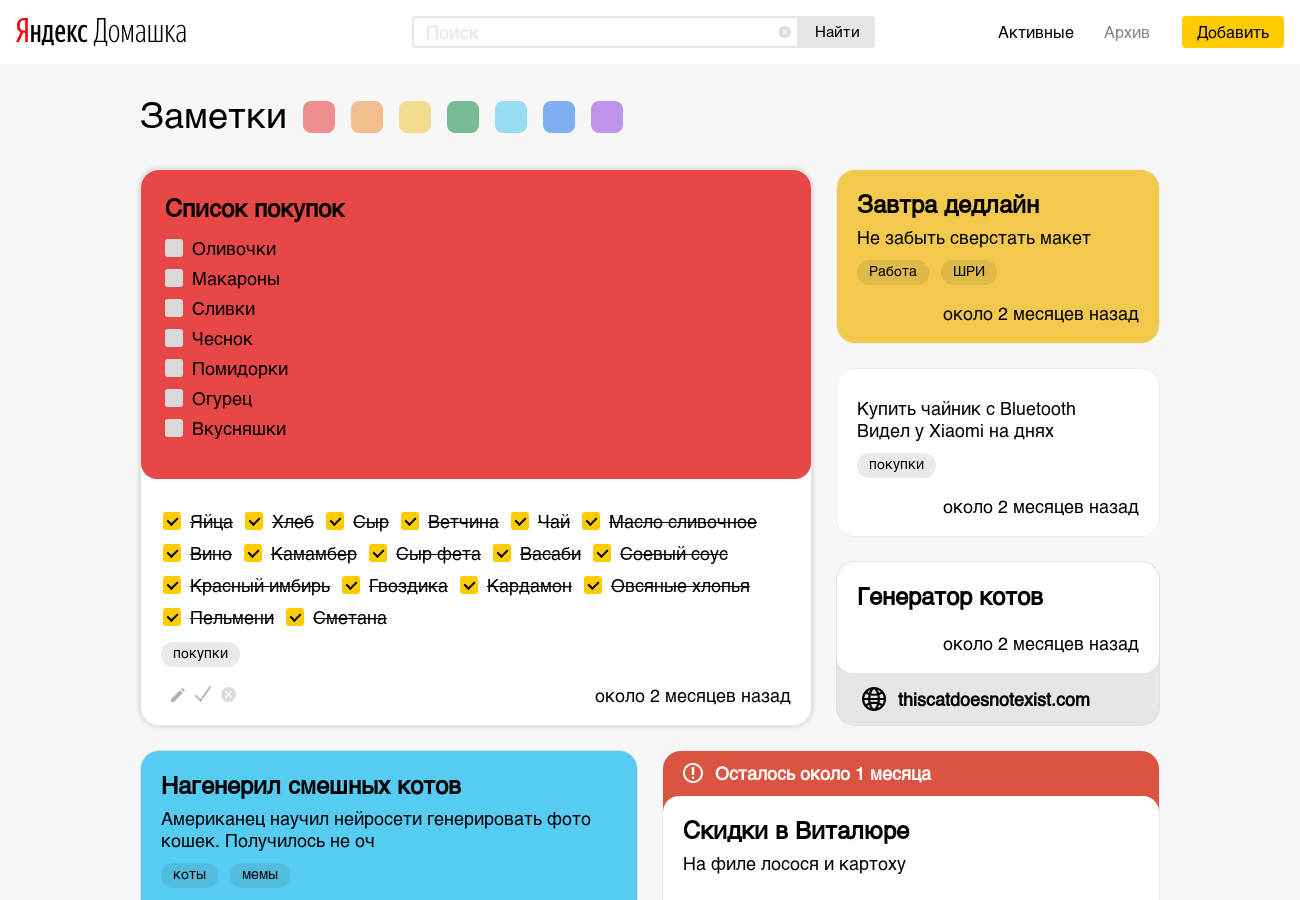 Яндекс Домашка
Поиск
Найти
Активные
Архив
Добавить
Заметки
Список покупок
Оливочки
Макароны
Сливки
Чеснок
Помидорки
Огурец
Вкусняшки
Яйца Хлеб Сыр Ветчина Чай Масло сливочное
Вино Камамбер Сыр фета Васаби Соевый соус
Красный имбирь Гвоздика Кардамон Овсяные хлопья
Пельмени Сметана
покупки
около 2 месяцев назад
Завтра дедлайн
Не забыть сверстать макет
Работа ШРИ
около 2 месяцев назад
Купить чайник с Bluetooth
Видел у Xiaomi на днях
покупки
около 2 месяцев назад
Генератор котов
около 2 месяцев назад
thiscatdoesnotexist.com
Нагенерил смешных котов
Американец научил нейросети генерировать фото
кошек. Получилось не оч
коты мемы
Осталось около 1 месяца
Скидки в Виталюре
На филе лосося и картоху